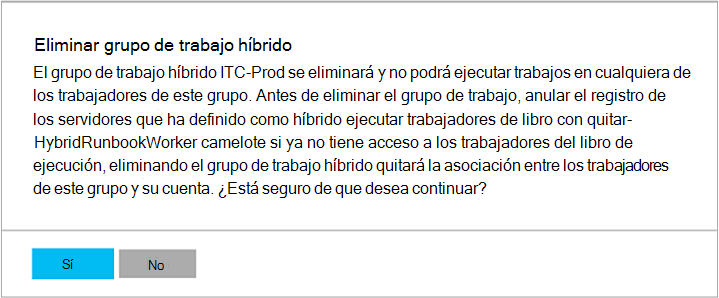 Eliminar grupo de trabajo híbrido
El grupo de trabajo híbrido ITC-Prod se eliminará y no podrá ejecutar trabajos en cualquiera de
los trabajadores de este grupo. Antes de eliminar el grupo de trabajo, anular el registro de
los servidores que ha definido como híbrido ejecutar trabajadores de libro con quitar-
HybridRunbookWorker camelote si ya no tiene acceso a los trabajadores del libro de
ejecución, eliminando el grupo de trabajo híbrido quitará la asociación entre los trabajadores
de este grupo y su cuenta. ¿Está seguro de que desea continuar?
Sí
No